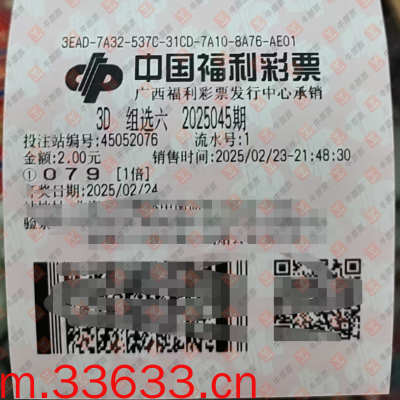 3EAD-7A32-537C-31CD-7A10-8A76-AE01
中国福利彩票
广西福利彩票发行中心承销
3D 组选六 2025045期
投注站编号:45052076 流水号:1
金额:2.00元 销售时间:2025/02/23-21:48:30
① 079 [1倍]
开奖日期:2025/02/24
验票
m.33633.cn